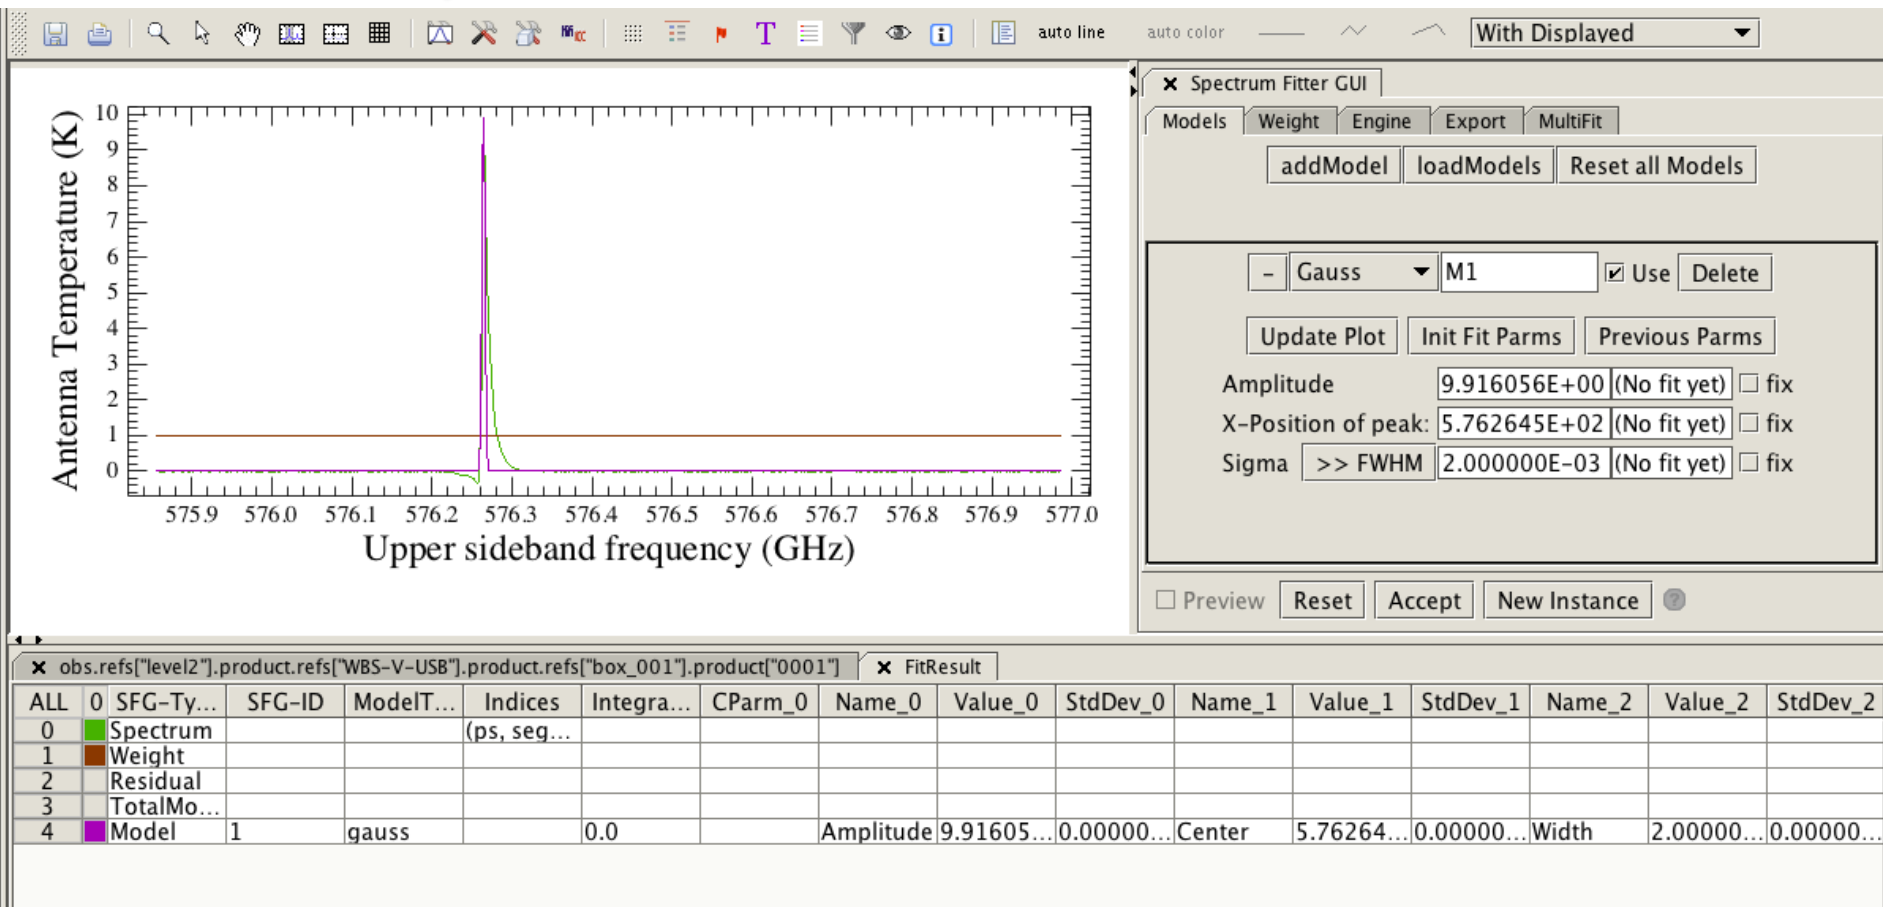 auto line auto color With Displayed
T
i
Spectrum Fitter GUI
Models Weight Engine Export MultiFit
addModel loadModels Reset all Models
- Gauss M1 Use Delete
Update Plot Init Fit Parms Previous Parms
Amplitude 9.916056E+00 (No fit yet) fix
X-Position of peak: 5.762645E+02 (No fit yet) fix
Sigma >> FWHM 2.000000E-03 (No fit yet) fix
Preview Reset Accept New Instance ?
Antenna Temperature (K)
10
9
8
7
6
5
4
3
2
1
0
575.9 576.0 576.1 576.2 576.3 576.4 576.5 576.6 576.7 576.8 576.9 577.0
Upper sideband frequency (GHz)
obs.refs["level2"].product.refs["WBS-V-USB"].product.refs["box_001"].product["0001"] FitResult
ALL 0 SFG-Ty... SFG-ID ModelT... Indices Integra... CParm_0 Name_0 Value_0 StdDev_0 Name_1 Value_1 StdDev_1 Name_2 Value_2 StdDev_2
0 Spectrum (ps, seg...
1 Weight
2 Residual
3 TotalMo...
4 Model 1 gauss 0.0 Amplitude 9.91605... 0.00000... Center 5.76264... 0.00000... Width 2.00000... 0.00000...